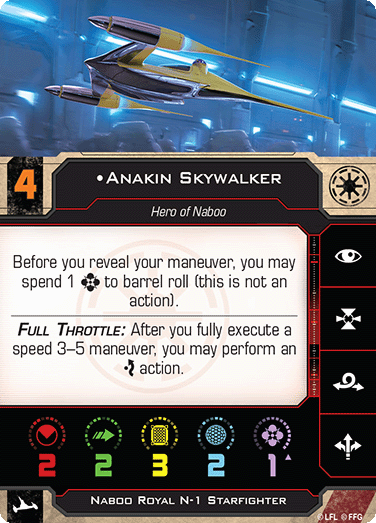 4
•Anakin Skywalker
Hero of Naboo
Before you reveal your maneuver, you may
spend 1 to barrel roll (this is not an
action).
Full Throttle: After you fully execute a
speed 3–5 maneuver, you may perform an
action.
2 2 3 2 1
Naboo Royal N-1 Starfighter
© LFL © FFG